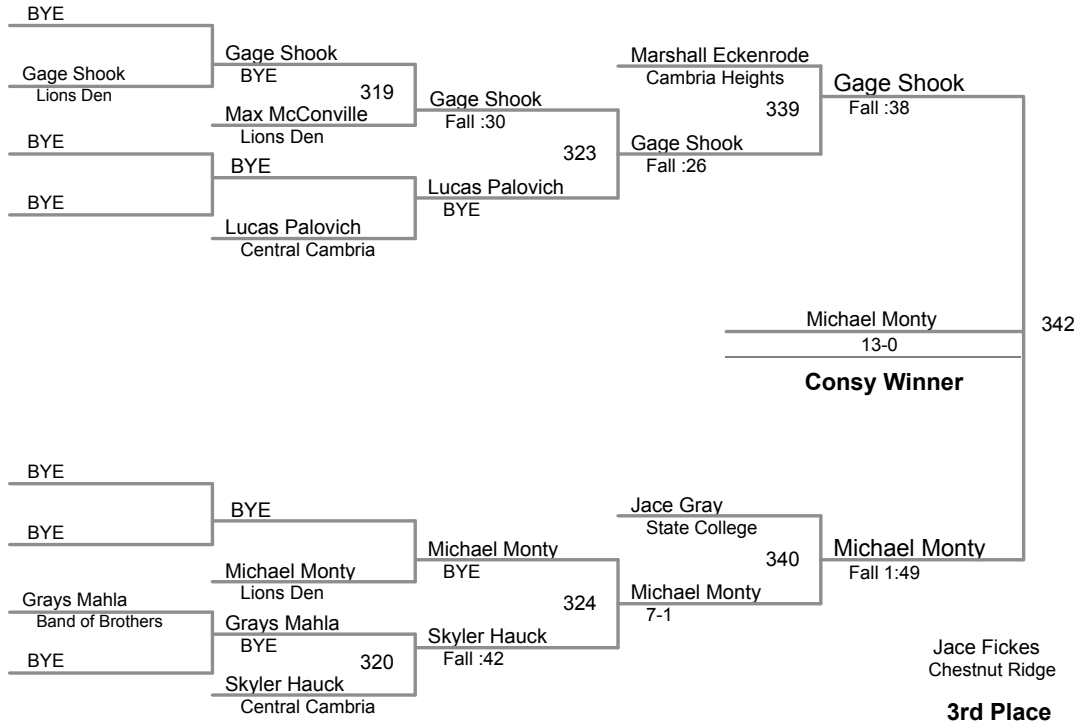 BYE
Gage Shook
Lions Den
Gage Shook
BYE
319
Max McConville
Lions Den
Gage Shook
Fall :30
Marshall Eckenrode
Cambria Heights
339
Gage Shook
Fall :38
BYE
BYE
BYE
Lucas Palovich
Central Cambria
Lucas Palovich
BYE
323
Gage Shook
Fall :26
Michael Monty
13-0
342
Consy Winner
BYE
BYE
BYE
Michael Monty
Lions Den
Michael Monty
BYE
Jace Gray
State College
340
Michael Monty
Fall 1:49
324
Michael Monty
7-1
Grays Mahla
Band of Brothers
BYE
Grays Mahla
BYE
320
Skyler Hauck
Central Cambria
Skyler Hauck
Fall :42
Jace Fickes
Chestnut Ridge
3rd Place